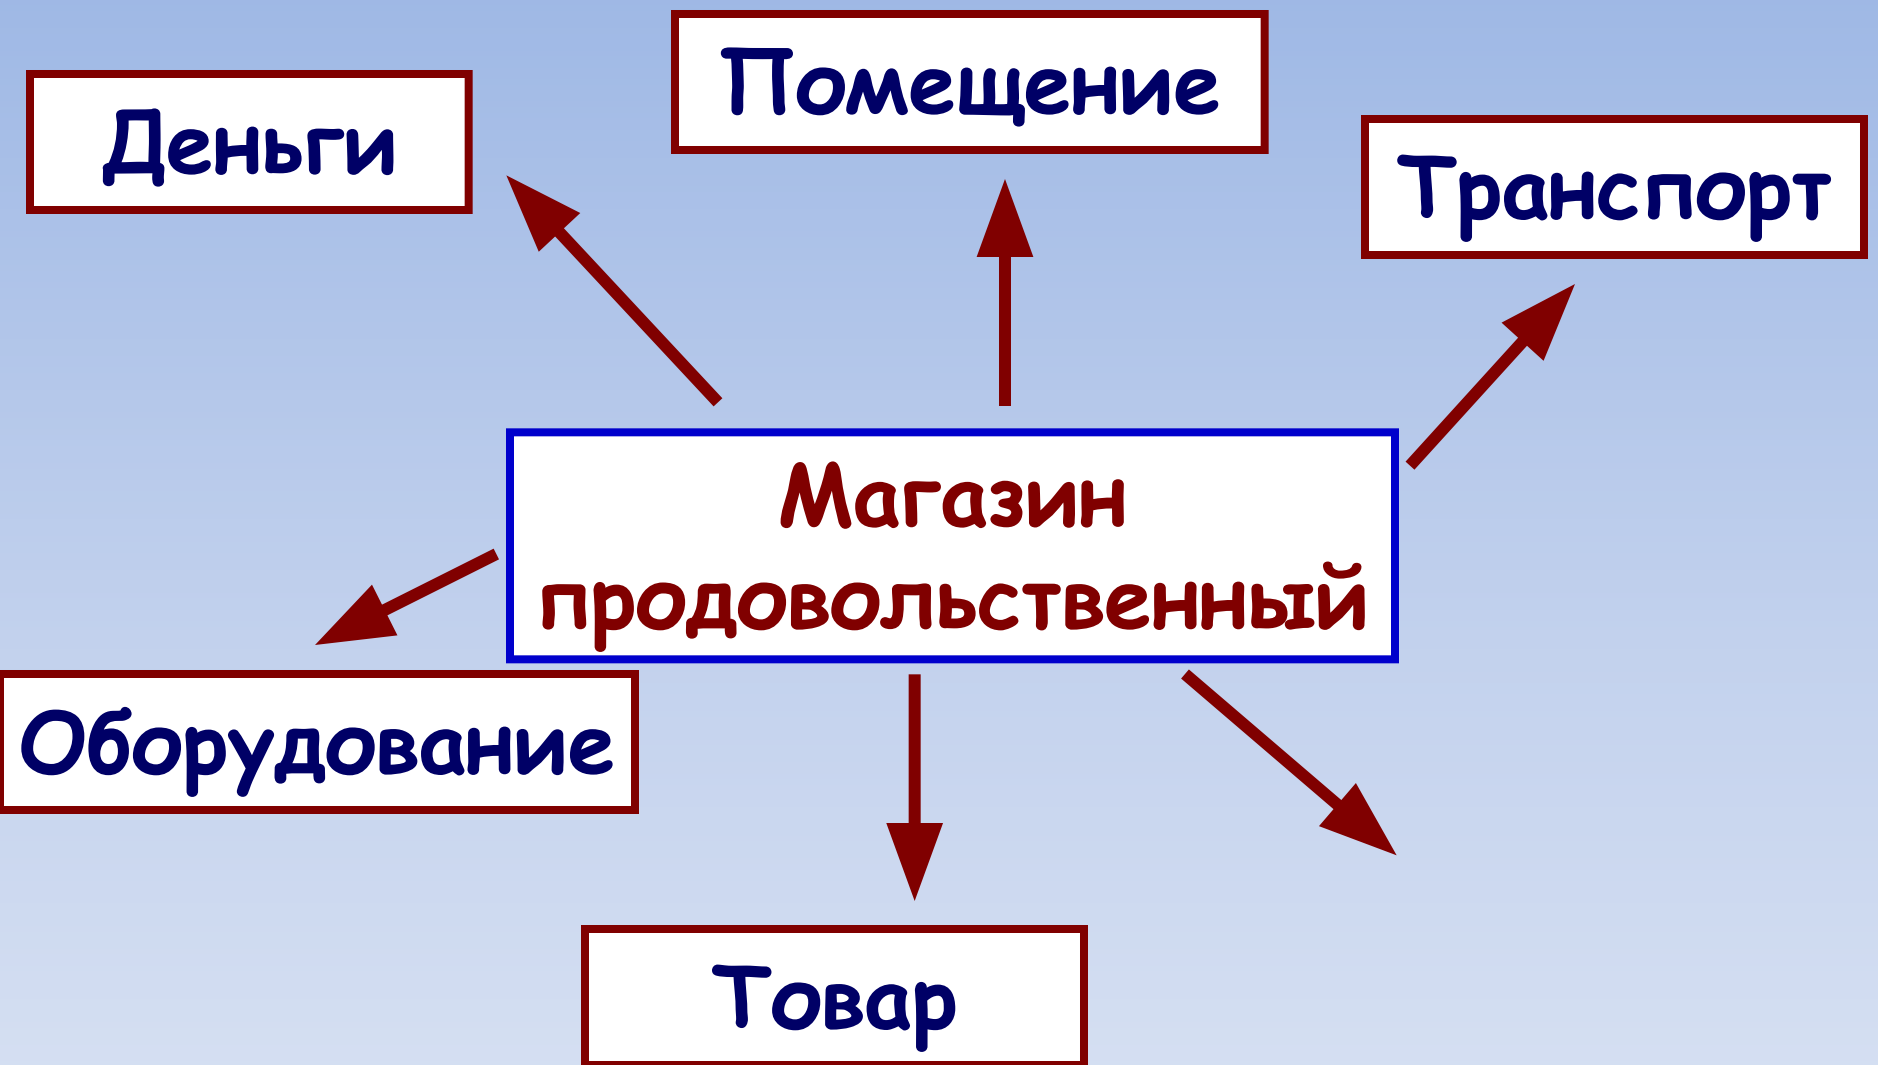 Помещение
Деньги
Транспорт
Магазин
продовольственный
Оборудование
Товар